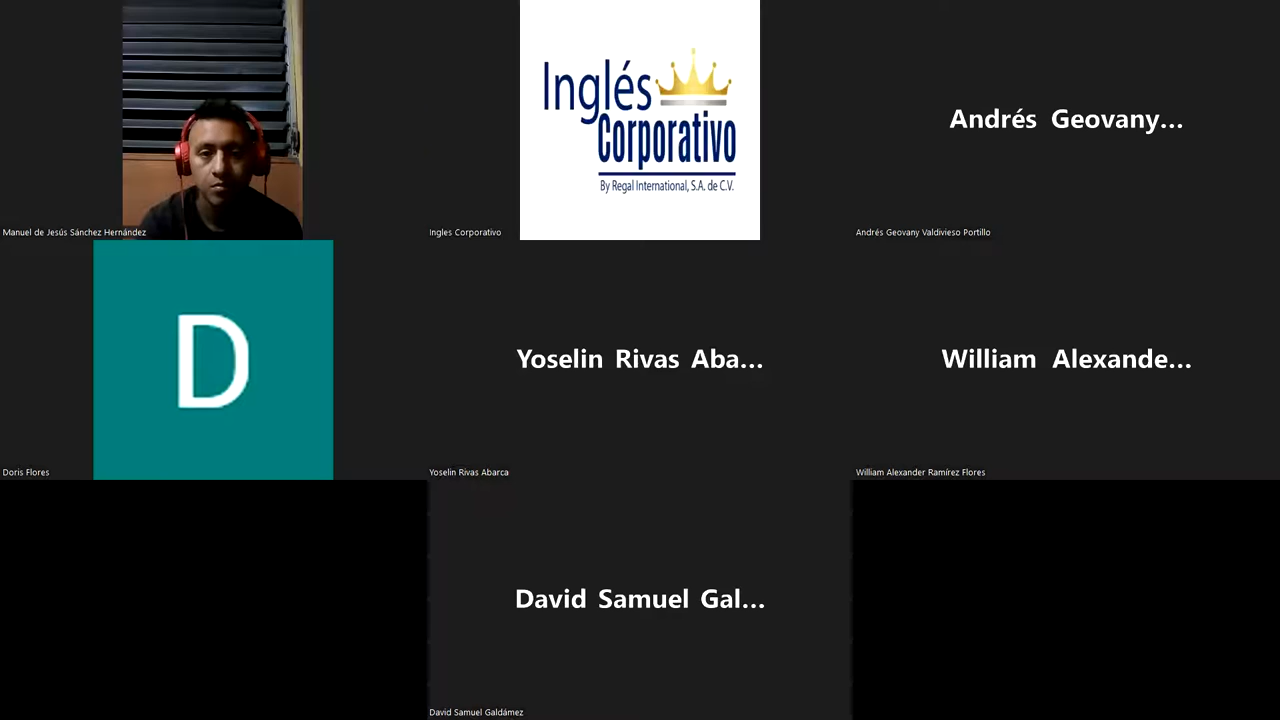 Manuel de Jesús Sánchez Hernández
Inglés
Corporativo
By Regal International, S.A. de C.V.
Ingles Corporativo
Andrés Geovany...
Andrés Geovany Valdivieso Portillo
D
Doris Flores
Yoselin Rivas Aba...
Yoselin Rivas Abarca
William Alexande...
William Alexander Ramírez Flores
David Samuel Gal...
David Samuel Galdámez